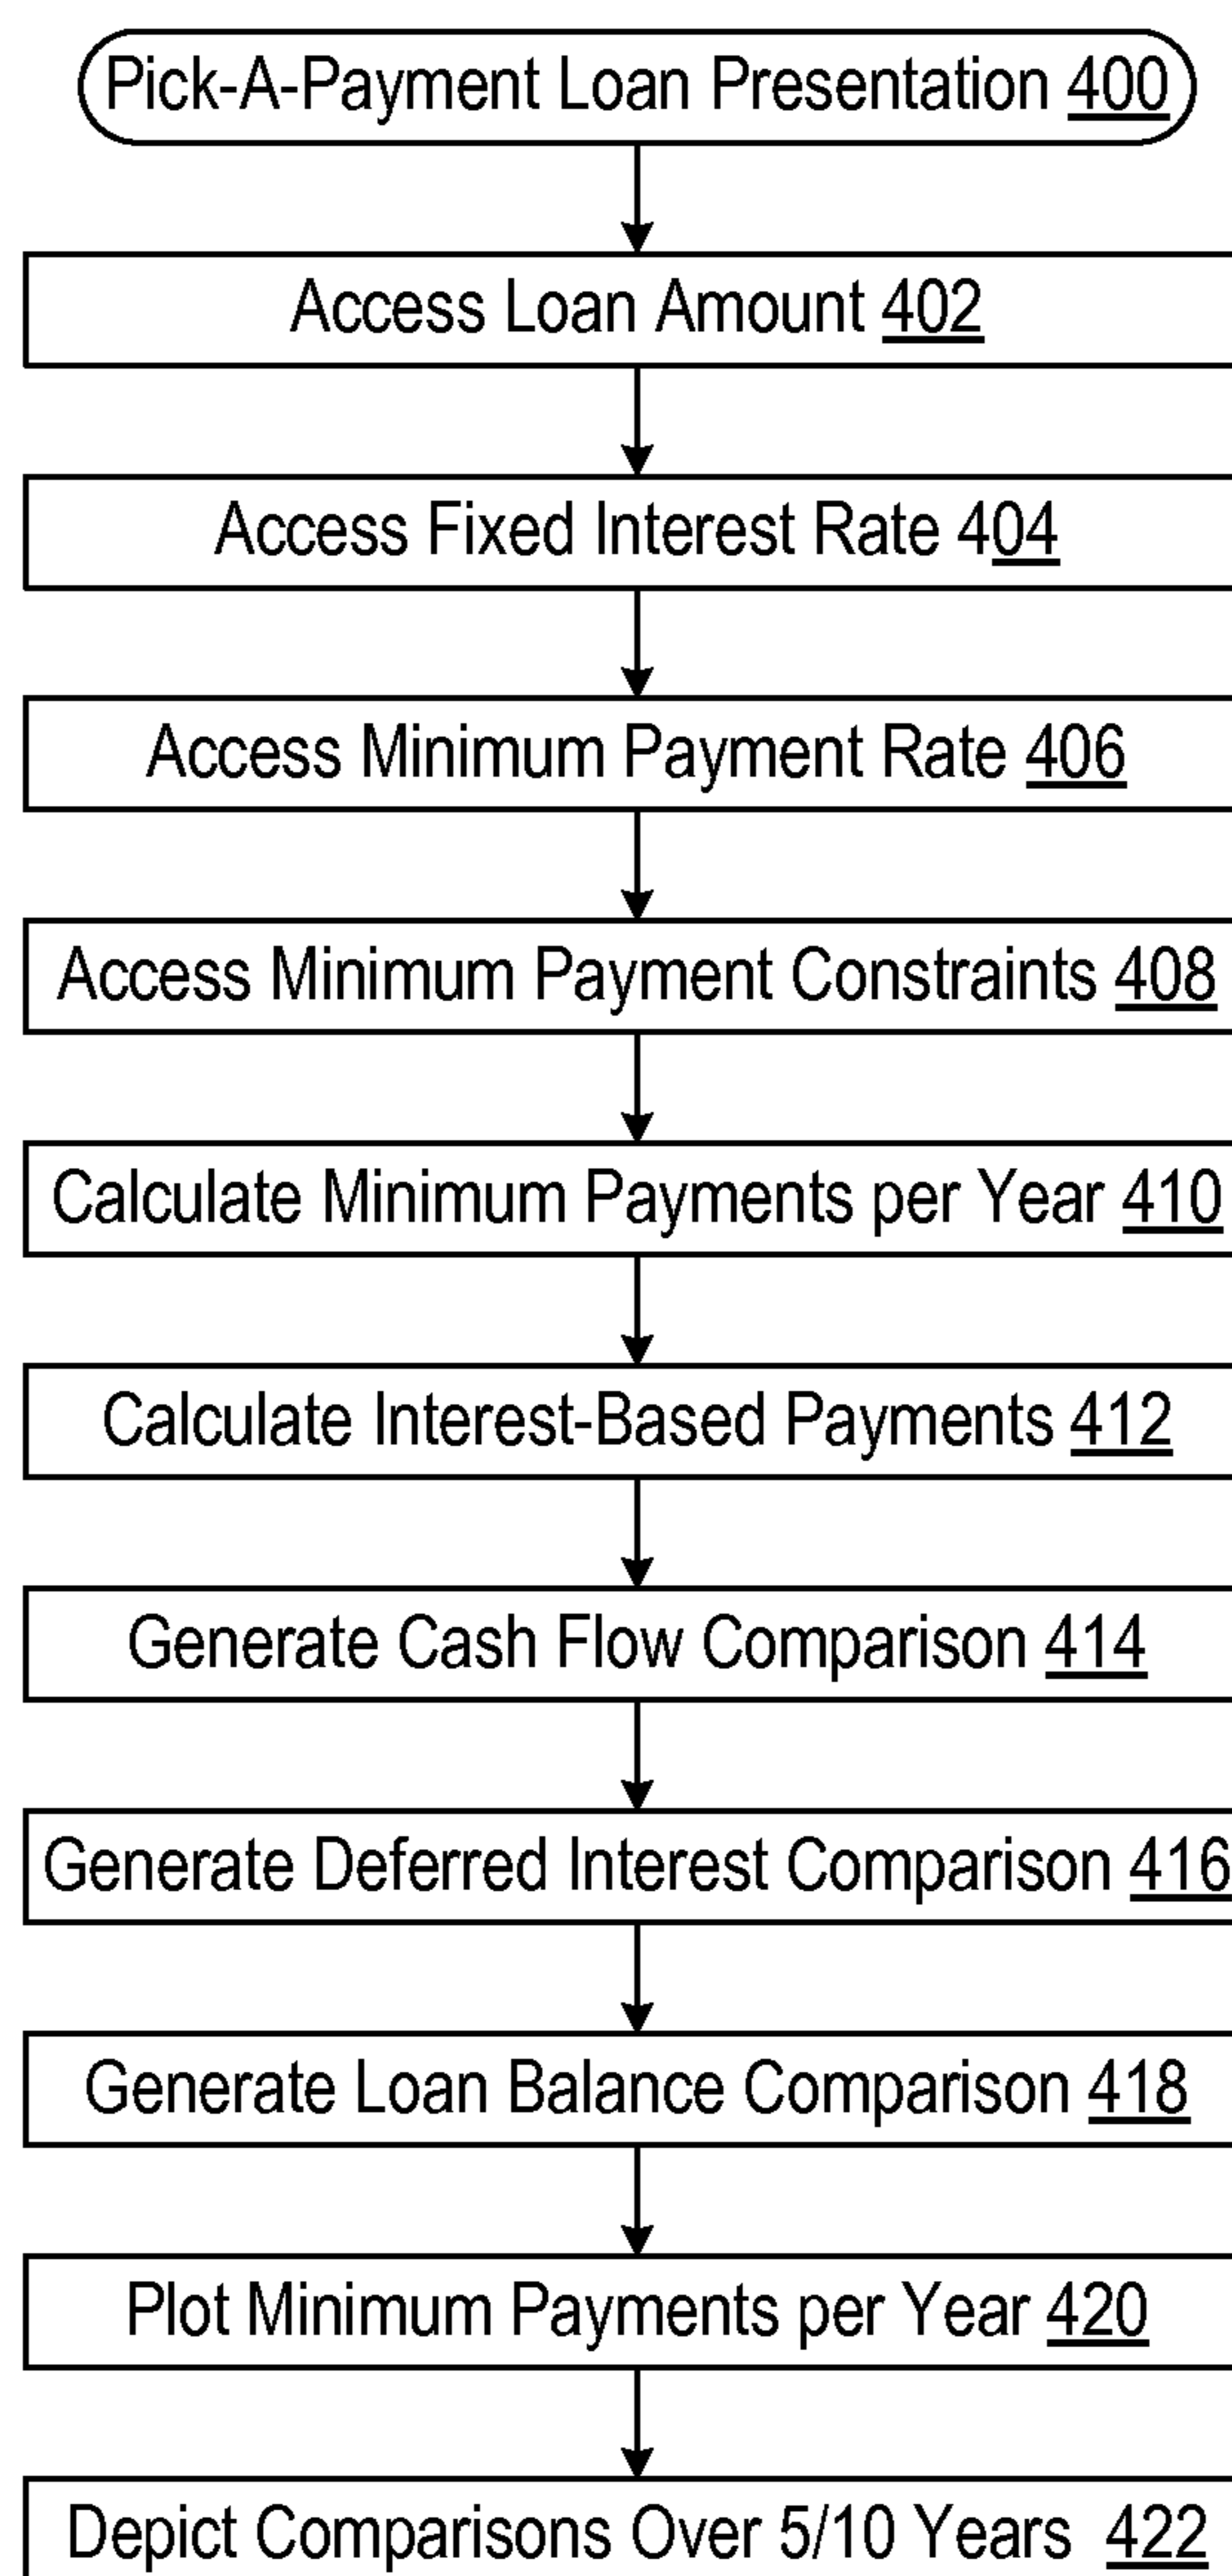 Pick-A-Payment Loan Presentation 400
Access Loan Amount 402
Access Fixed Interest Rate 404
Access Minimum Payment Rate 406
Access Minimum Payment Constraints 408
Calculate Minimum Payments per Year 410
Calculate Interest-Based Payments 412
Generate Cash Flow Comparison 414
Generate Deferred Interest Comparison 416
Generate Loan Balance Comparison 418
Plot Minimum Payments per Year 420
Depict Comparisons Over 5/10 Years 422